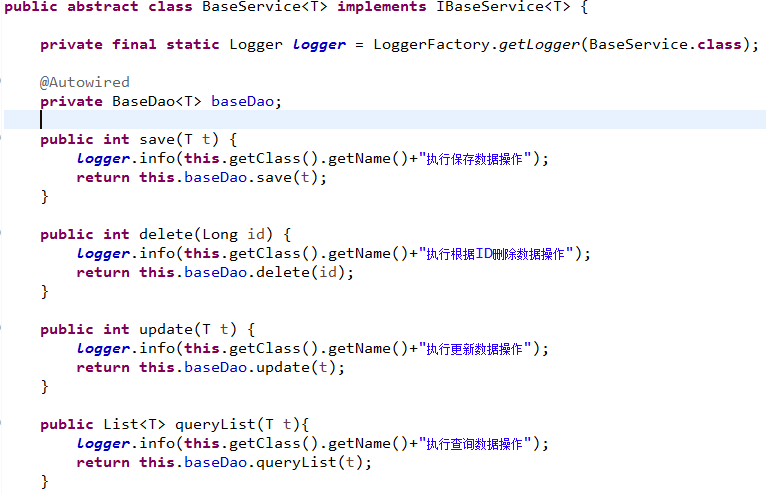 public abstract class BaseService<T> implements IBaseService<T> {
private final static Logger logger = LoggerFactory.getLogger(BaseService.class);
@Autowired
private BaseDao<T> baseDao;
public int save(T t) {
logger.info(this.getClass().getName()+"执行保存数据操作");
return this.baseDao.save(t);
}
public int delete(Long id) {
logger.info(this.getClass().getName()+"执行根据ID删除数据操作");
return this.baseDao.delete(id);
}
public int update(T t) {
logger.info(this.getClass().getName()+"执行更新数据操作");
return this.baseDao.update(t);
}
public List<T> queryList(T t){
logger.info(this.getClass().getName()+"执行查询数据操作");
return this.baseDao.queryList(t);
}